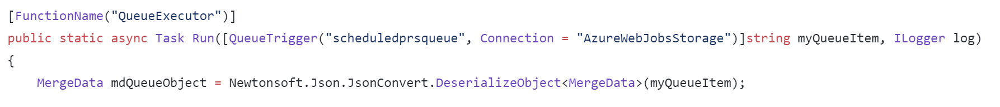 [FunctionName("QueueExecutor")]
public static async Task Run([QueueTrigger("scheduledprsqueue", Connection = "AzureWebJobsStorage")]string myQueueItem, ILogger log)
{
    MergeData mdQueueObject = Newtonsoft.Json.JsonConvert.DeserializeObject<MergeData>(myQueueItem);